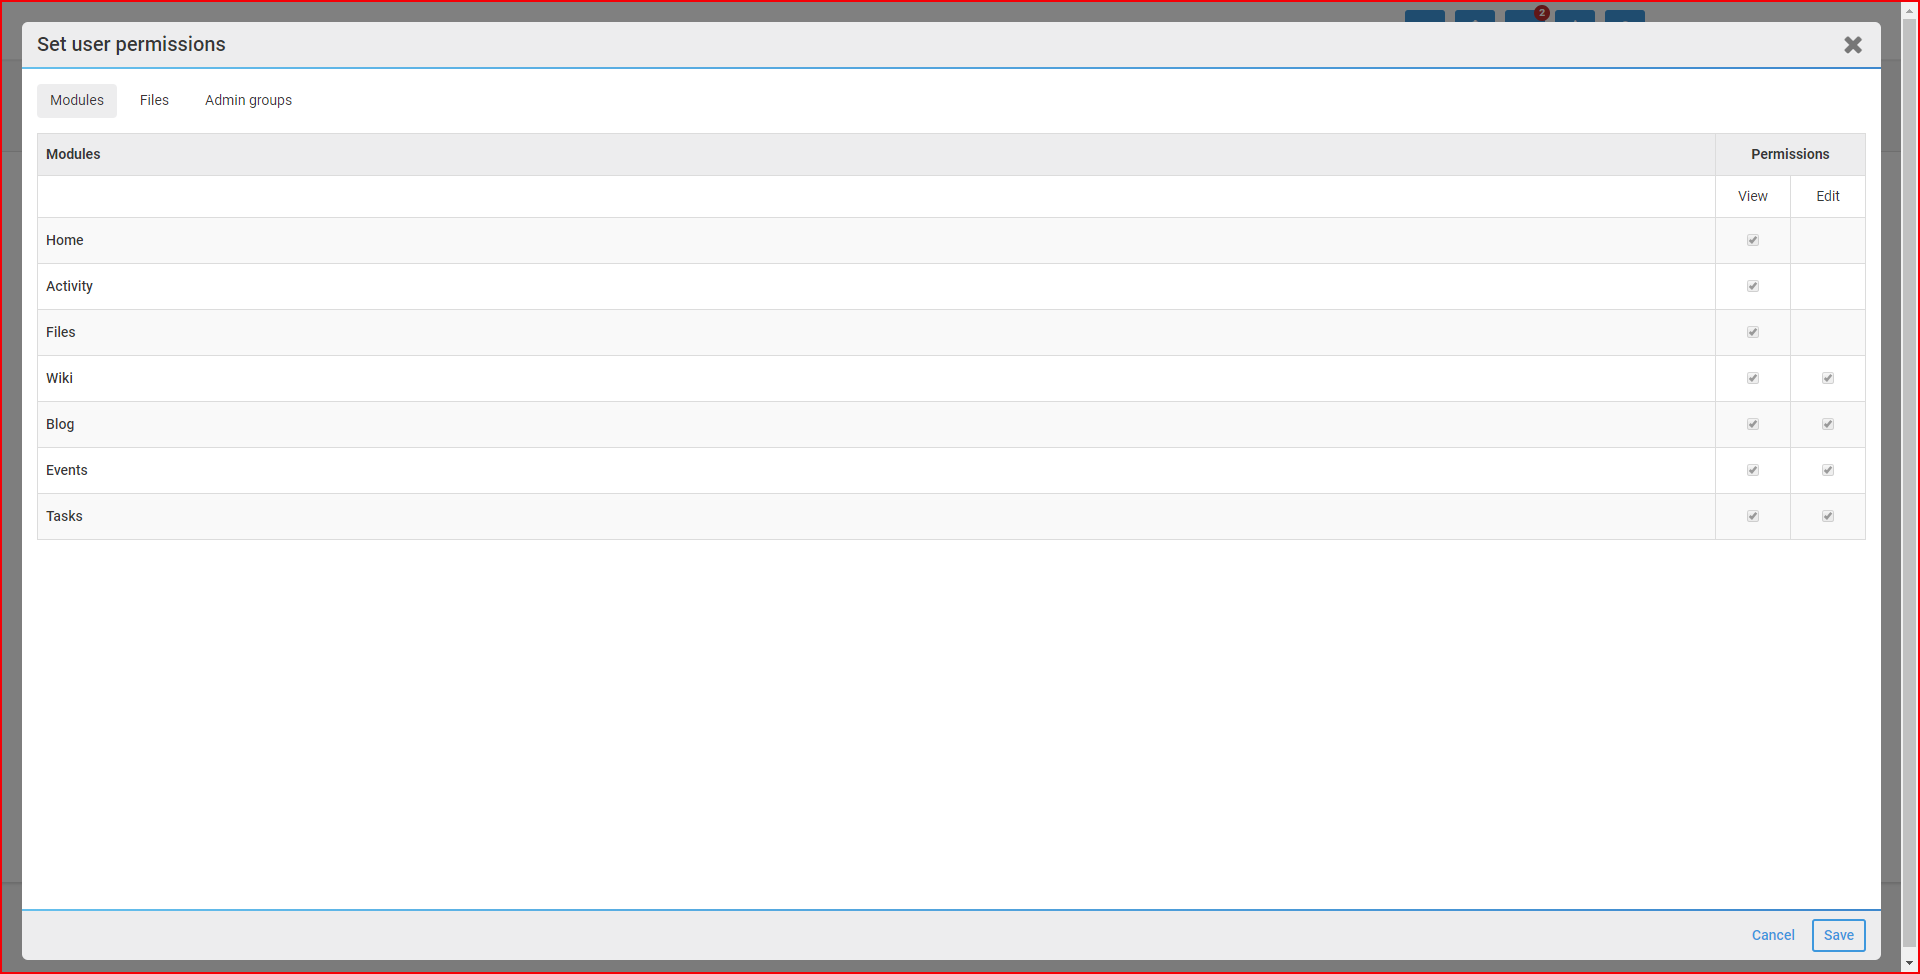 2
Set user permissions
Modules Files Admin groups
Modules Permissions
View Edit
Home
Activity
Files
Wiki
Blog
Events
Tasks
Cancel Save